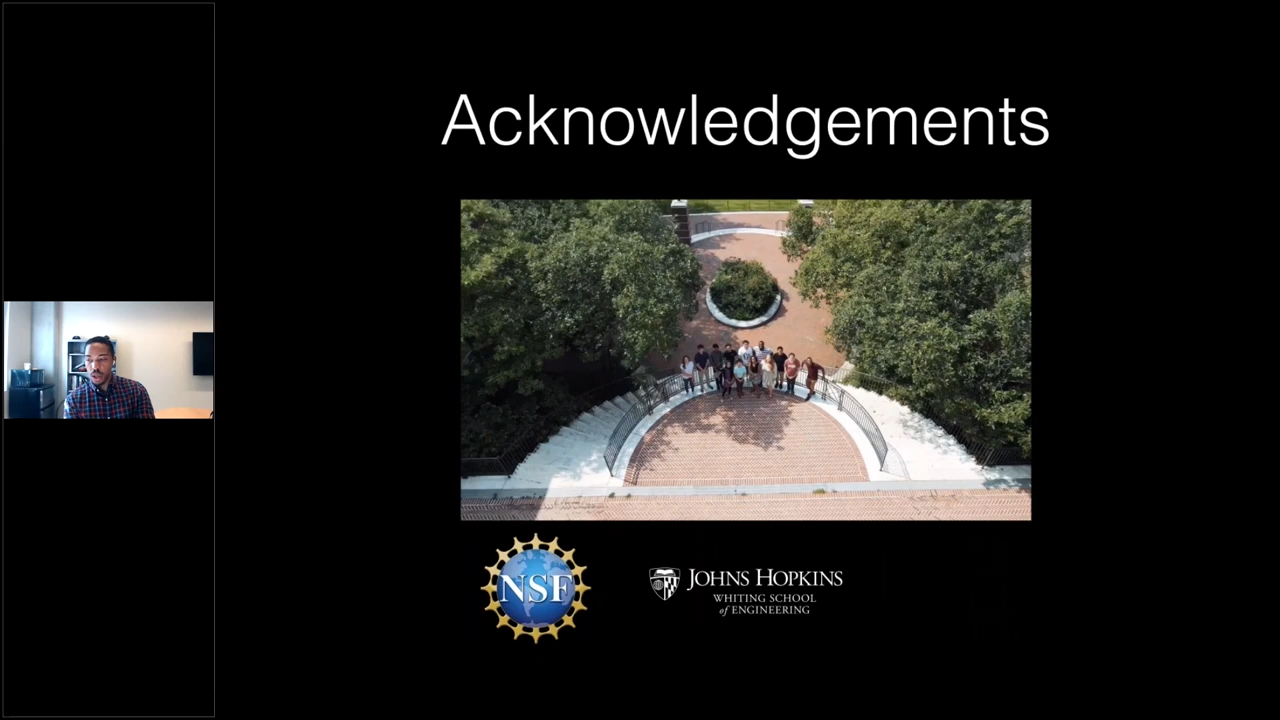 Acknowledgements
NSF
JOHNS HOPKINS
WHITING SCHOOL
of ENGINEERING